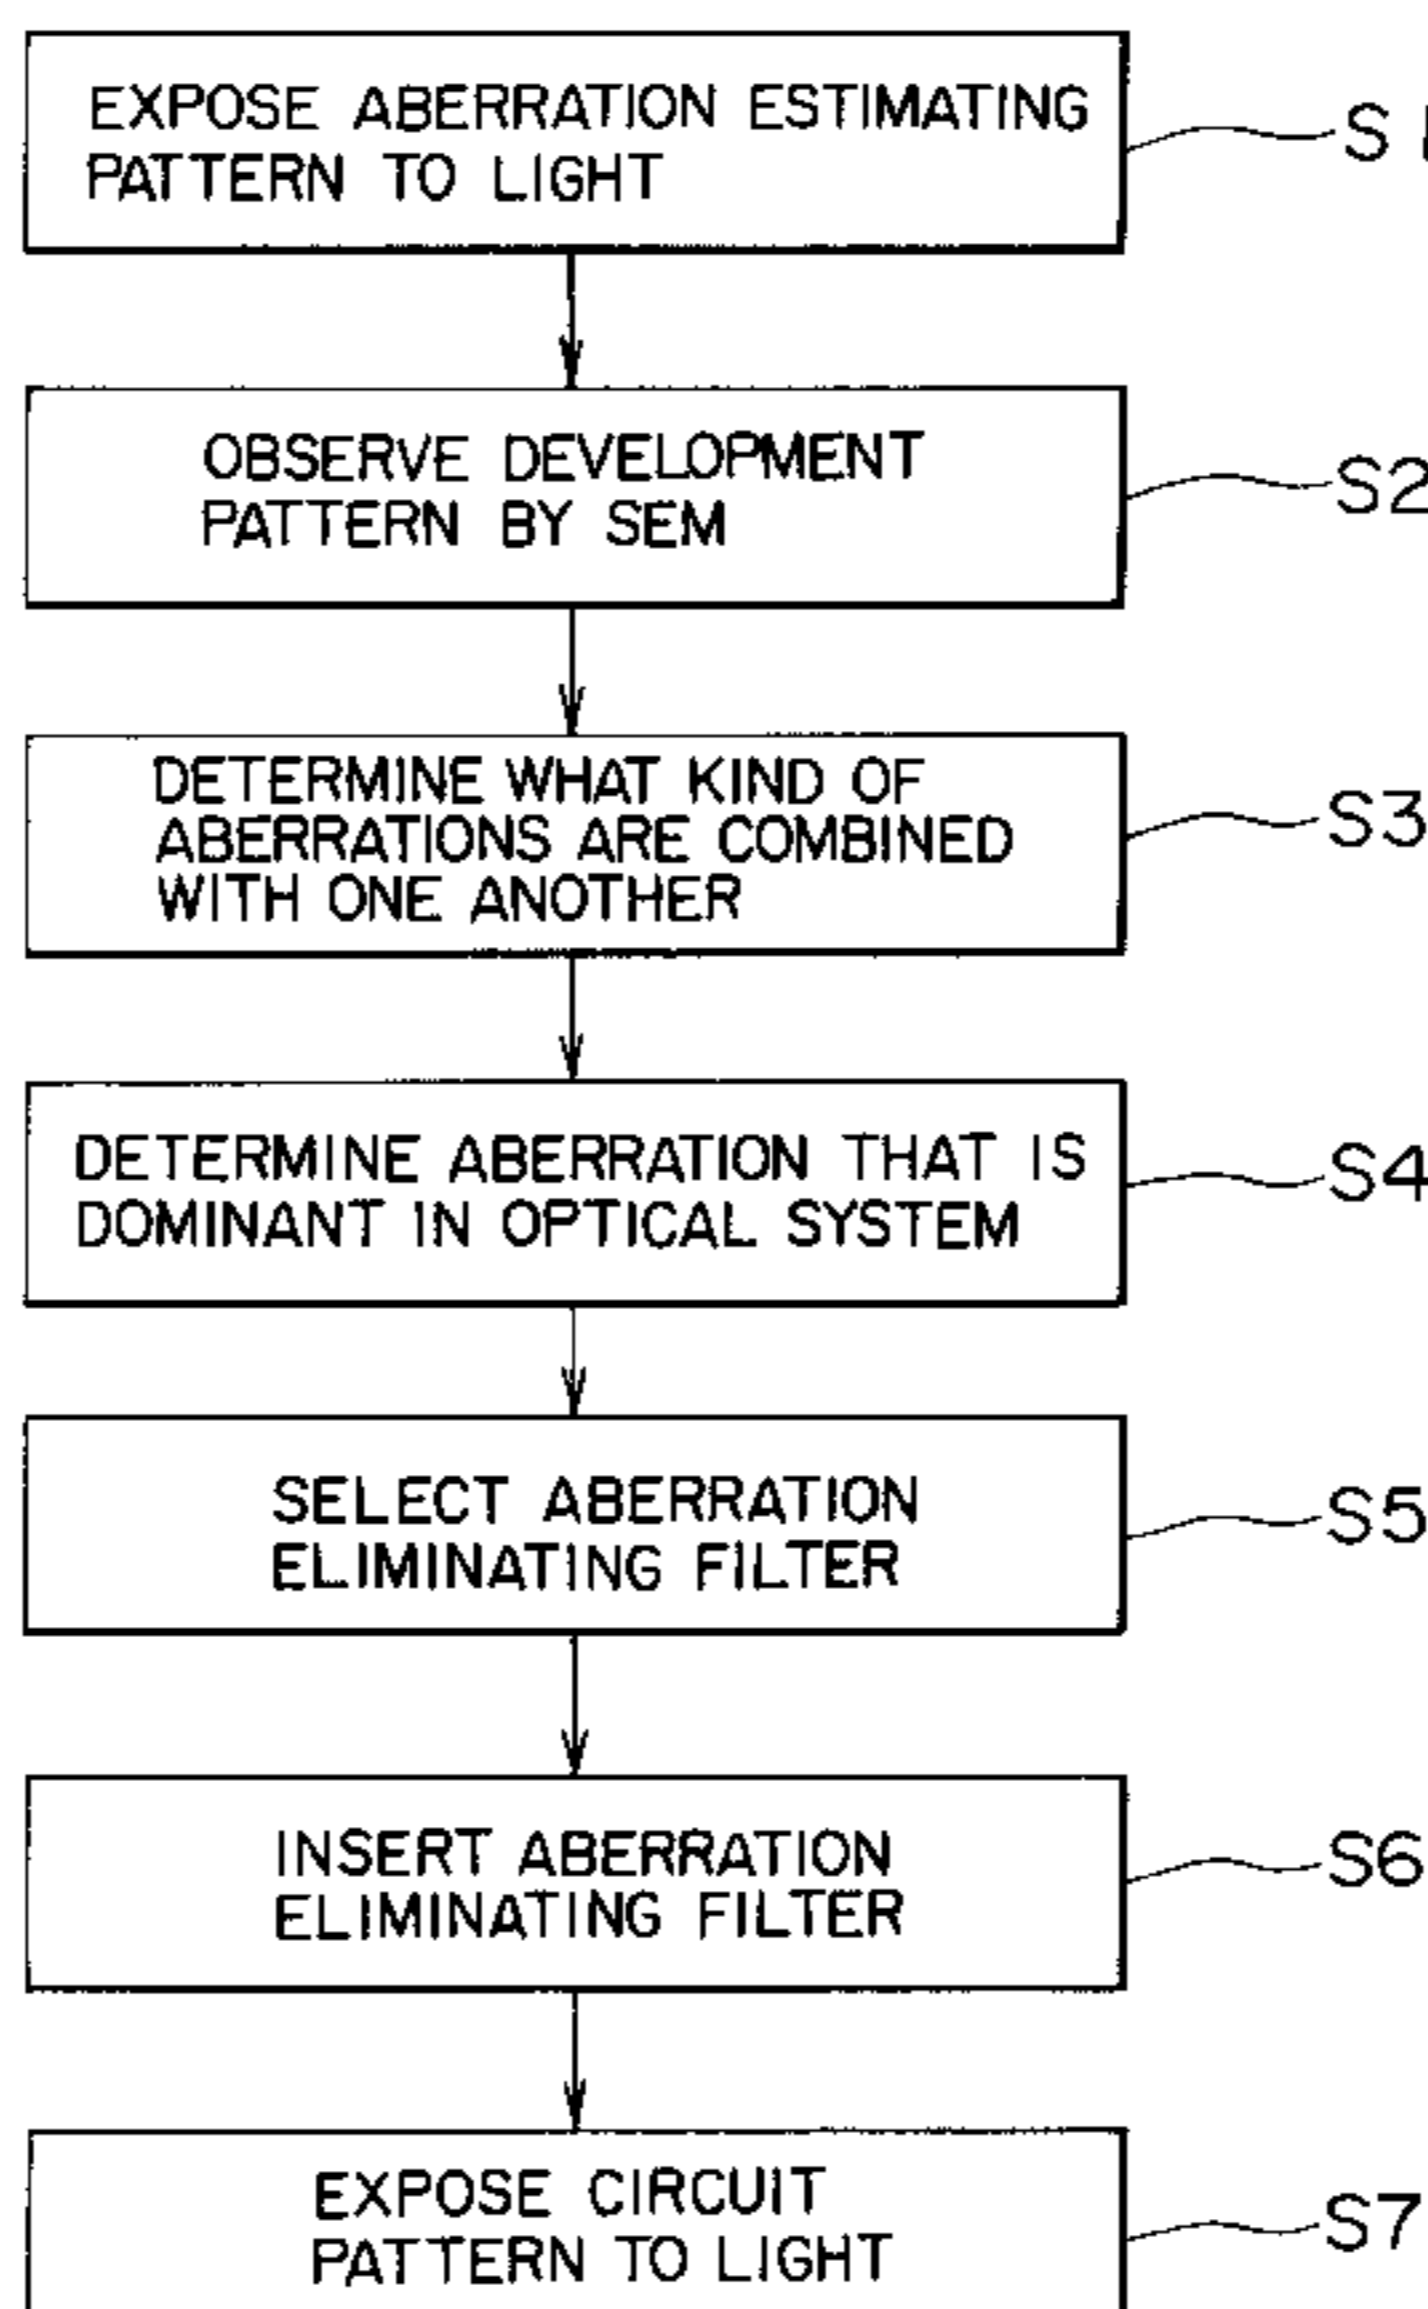 EXPOSE ABERRATION ESTIMATING
PATTERN TO LIGHT
S
OBSERVE DEVELOPMENT
PATTERN BY SEM
S2
DETERMINE WHAT KIND OF
ABERRATIONS ARE COMBINED
WITH ONE ANOTHER
S3
DETERMINE ABERRATION THAT IS
DOMINANT IN OPTICAL SYSTEM
S4
SELECT ABERRATION
ELIMINATING FILTER
S5
INSERT ABERRATION
ELIMINATING FILTER
S6
EXPOSE CIRCUIT
PATTERN TO LIGHT
S7